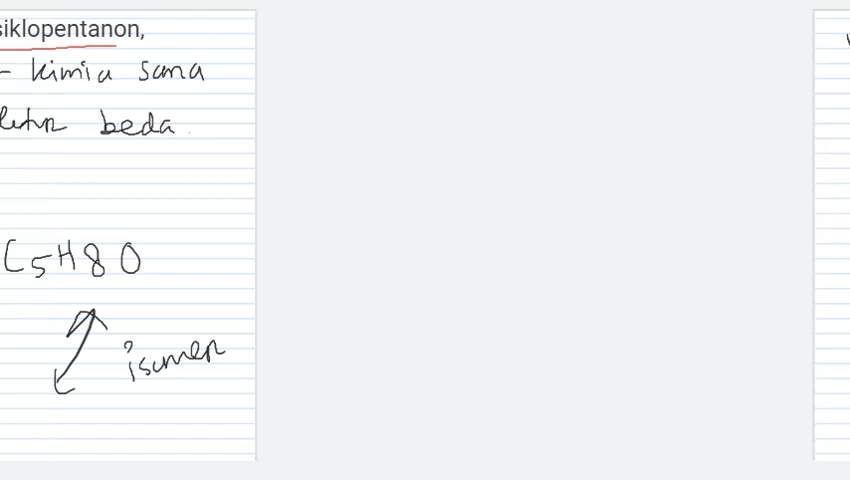 siklopentanon,
- kimia sama
beda
C5H8O
isomer